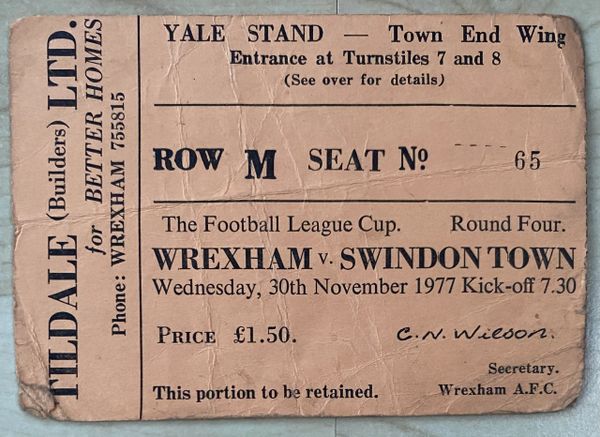 TILDALE (Builders) LTD.
for BETTER HOMES
Phone: WREXHAM 755815
YALE STAND — Town End Wing
Entrance at Turnstiles 7 and 8
(See over for details)
ROW M SEAT No ---- 65
The Football League Cup. Round Four.
WREXHAM v. SWINDON TOWN
Wednesday, 30th November 1977 Kick-off 7.30
PRICE £1.50. C.N. Wilson.
Secretary.
This portion to be retained. Wrexham A.F.C.